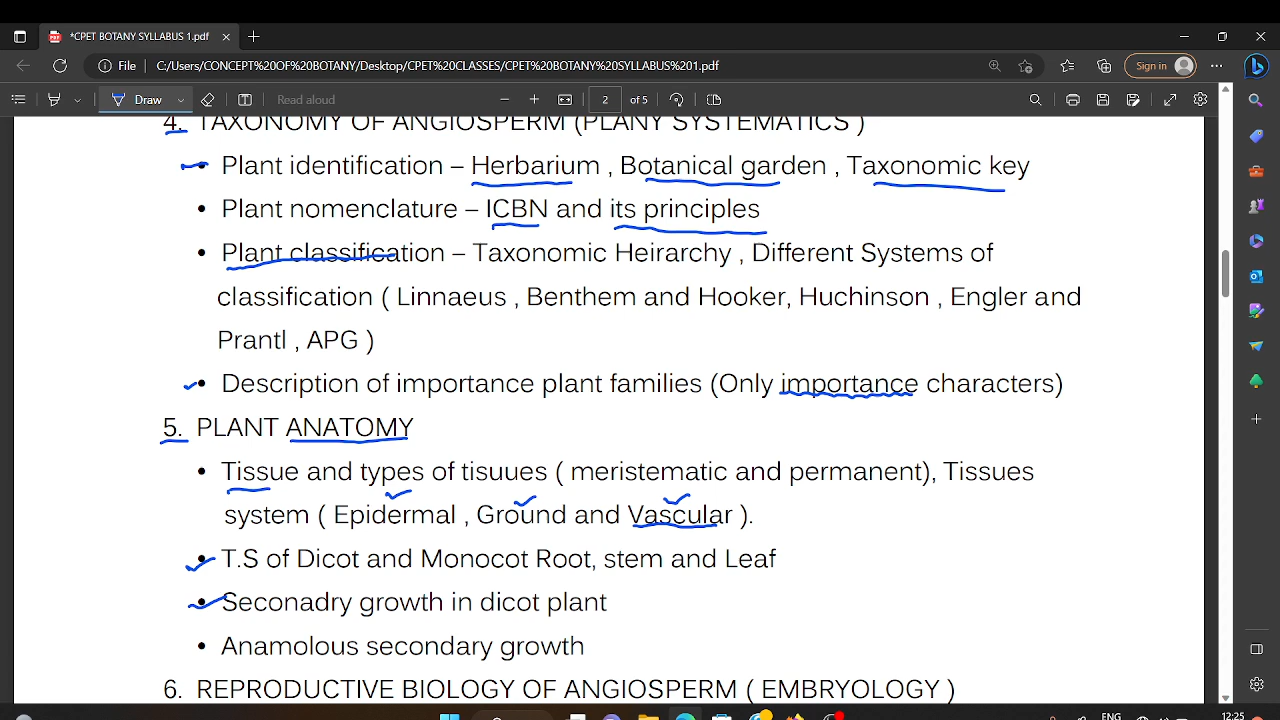 *CPET BOTANY SYLLABUS 1.pdf
File C:/Users/CONCEPT%20OF%20BOTANY/Desktop/CPET%20CLASSES/CPET%20BOTANY%20SYLLABUS%201.pdf Sign in
Draw Read aloud 2 of 5
4. TAXONOMY OF ANGIOSPERM (PLANY SYSTEMATICS )
• Plant identification – Herbarium , Botanical garden , Taxonomic key
• Plant nomenclature – ICBN and its principles
• Plant classification – Taxonomic Heirarchy , Different Systems of
classification ( Linnaeus , Benthem and Hooker, Huchinson , Engler and
Prantl , APG )
• Description of importance plant families (Only importance characters)
5. PLANT ANATOMY
• Tissue and types of tisuues ( meristematic and permanent), Tissues
system ( Epidermal , Ground and Vascular ).
• T.S of Dicot and Monocot Root, stem and Leaf
• Seconadry growth in dicot plant
• Anamolous secondary growth
6. REPRODUCTIVE BIOLOGY OF ANGIOSPERM ( EMBRYOLOGY )
ENG 12:25